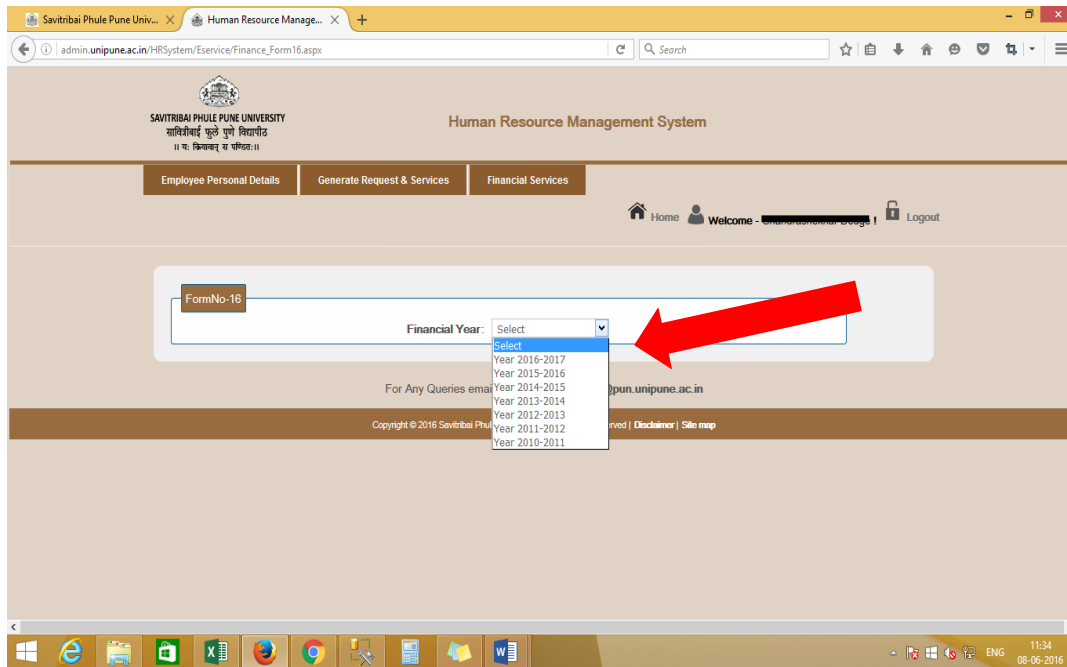 Savitribai Phule Pune Univ...
Human Resource Manage...
admin.unipune.ac.in/HRSystem/Eservice/Finance_Form16.aspx
Search
SAVITRIBAI PHULE PUNE UNIVERSITY
सावित्रीबाई फुले पुणे विद्यापीठ
॥ यः क्रियावान् स पण्डितः॥
Human Resource Management System
Employee Personal Details
Generate Request & Services
Financial Services
Home
Welcome -
!
Logout
FormNo-16
Financial Year:
Select
Select
Year 2016-2017
Year 2015-2016
Year 2014-2015
Year 2013-2014
Year 2012-2013
Year 2011-2012
Year 2010-2011
For Any Queries emai
@pun.unipune.ac.in
Copyright © 2016 Savitribai Phul
erved | Disclaimer | Site map
ENG
11:34
08-06-2016